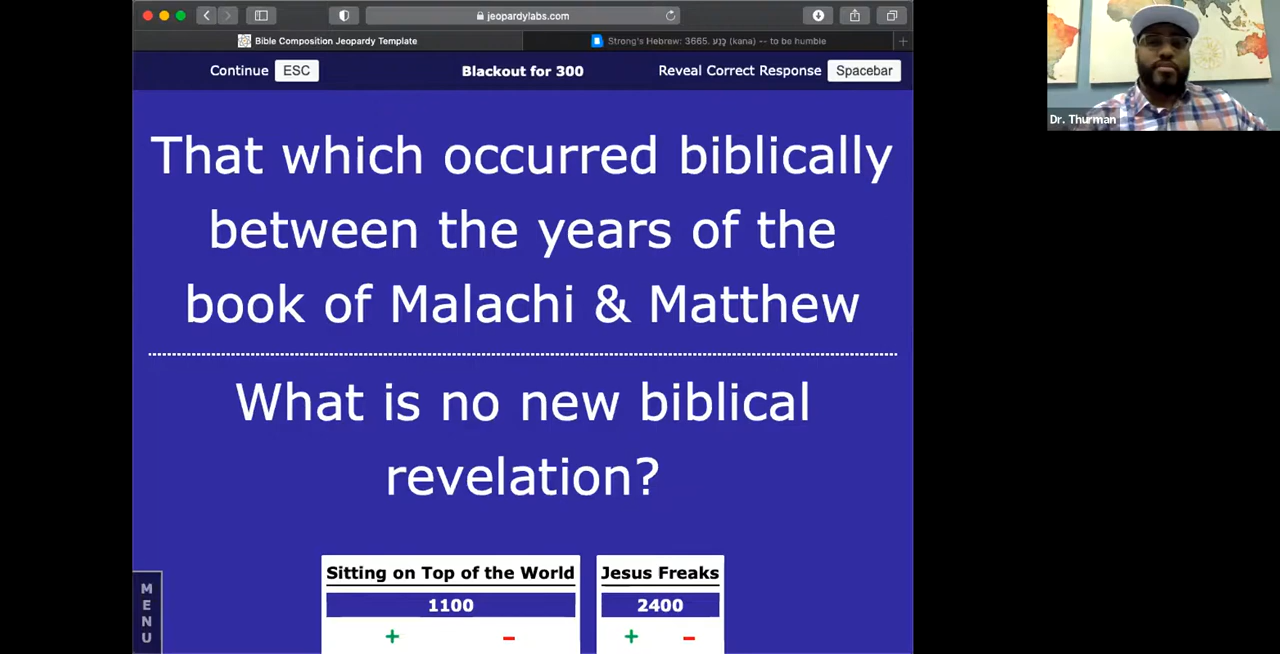 jeopardylabs.com
Bible Composition Jeopardy Template
Strong's Hebrew: 3665. כָּנַע (kana) -- to be humble
Continue ESC
Blackout for 300
Reveal Correct Response Spacebar
That which occurred biblically
between the years of the
book of Malachi & Matthew
What is no new biblical
revelation?
Sitting on Top of the World
1100
+ −
Jesus Freaks
2400
+ −
MENU
Dr. Thurman